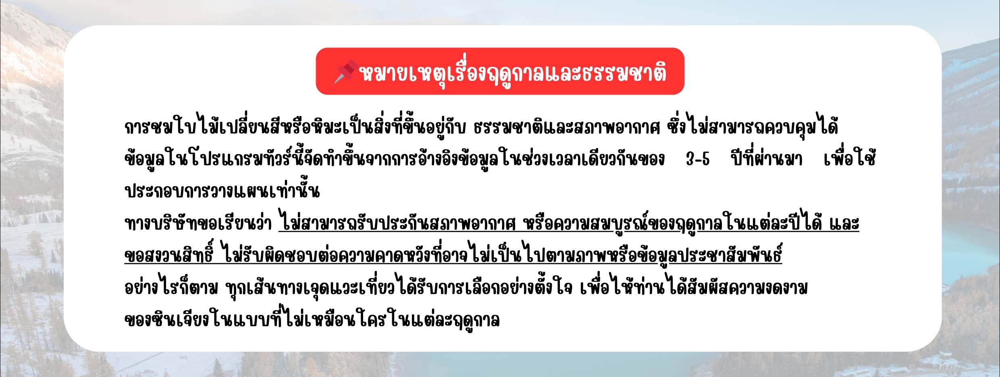 📌หมายเหตุเรื่องฤดูกาลและธรรมชาติ
การชมใบไม้เปลี่ยนสีหรือหิมะเป็นสิ่งที่ขึ้นอยู่กับ ธรรมชาติและสภาพอากาศ ซึ่งไม่สามารถควบคุมได้
ข้อมูลในโปรแกรมทัวร์นี้จัดทำขึ้นจากการอ้างอิงข้อมูลในช่วงเวลาเดียวกันของ 3-5 ปีที่ผ่านมา เพื่อใช้
ประกอบการวางแผนเท่านั้น
ทางบริษัทขอเรียนว่า ไม่สามารถรับประกันสภาพอากาศ หรือความสมบูรณ์ของฤดูกาลในแต่ละปีได้ และ
ขอสงวนสิทธิ์ ไม่รับผิดชอบต่อความคาดหวังที่อาจไม่เป็นไปตามภาพหรือข้อมูลประชาสัมพันธ์
อย่างไรก็ตาม ทุกเส้นทางเจุดแวะเที่ยวได้รับการเลือกอย่างตั้งใจ เพื่อให้ท่านได้สัมผัสความงดงาม
ของซินเจียงในแบบที่ไม่เหมือนใครในแต่ละฤดูกาล